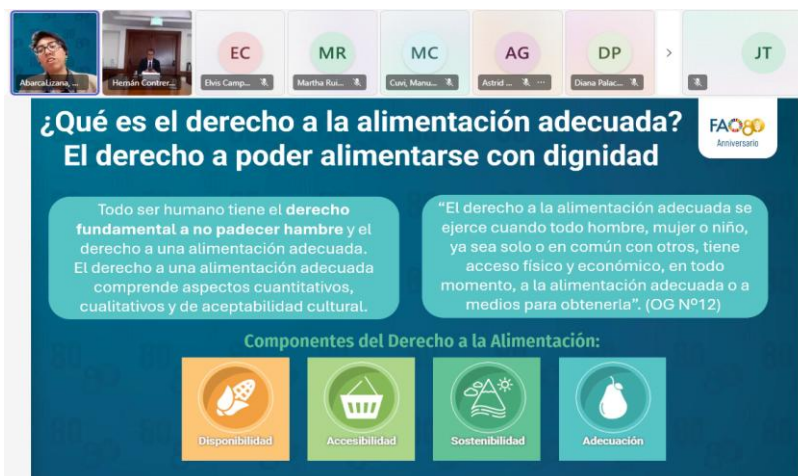 EC
MR
MC
AG
DP
JT
AbarcaLizana, ...
Hernán Contrer...
Elvis Camp...
Martha Rui...
Cuvi, Manu...
Astrid ...
Diana Palac...
¿Qué es el derecho a la alimentación adecuada?
El derecho a poder alimentarse con dignidad
FAO80
Anniversario
Todo ser humano tiene el derecho
fundamental a no padecer hambre y el
derecho a una alimentación adecuada.
El derecho a una alimentación adecuada
comprende aspectos cuantitativos,
cualitativos y de aceptabilidad cultural.
“El derecho a la alimentación adecuada se
ejerce cuando todo hombre, mujer o niño,
ya sea solo o en común con otros, tiene
acceso físico y económico, en todo
momento, a la alimentación adecuada o a
medios para obtenerla”. (OG Nº12)
Componentes del Derecho a la Alimentación:
Disponibilidad
Accesibilidad
Sostenibilidad
Adecuación